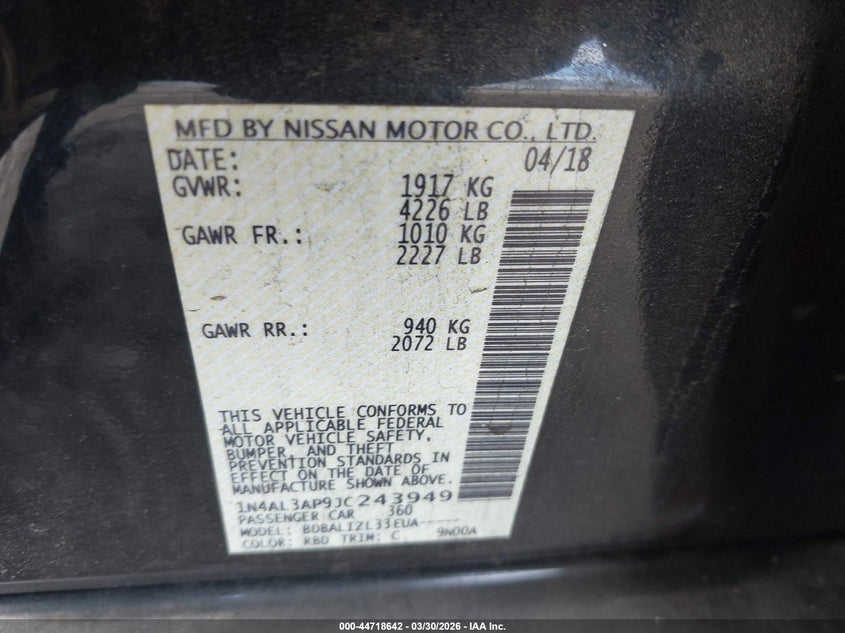 MFD BY NISSAN MOTOR CO., LTD.
DATE: 04/18
GVWR: 1917 KG
4226 LB
GAWR FR.: 1010 KG
2227 LB
GAWR RR.: 940 KG
2072 LB
THIS VEHICLE CONFORMS TO
ALL APPLICABLE FEDERAL
MOTOR VEHICLE SAFETY,
BUMPER, AND THEFT
PREVENTION STANDARDS IN
EFFECT ON THE DATE OF
MANUFACTURE SHOWN ABOVE.
1N4AL3AP9JC243949
PASSENGER CAR 360
MODEL: BDBALIZL33EUA-----
COLOR: RBD TRIM: C 9N00A
000-44718642 - 03/30/2026 - IAA Inc.